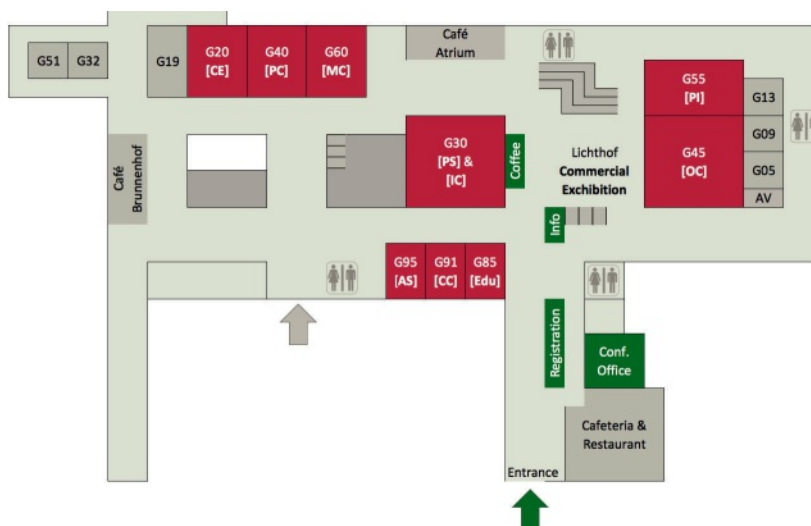 G51
G32
G19
G20
[CE]
G40
[PC]
G60
[MC]
Café
Atrium
G55
[PI]
G13
G09
G05
AV
G45
[OC]
Café
Brunnenhof
G30
[PS] &
[IC]
Coffee
Lichthof
Commercial
Exchibition
Info
G95
[AS]
G91
[CC]
G85
[Edu]
Registration
Conf.
Office
Cafeteria &
Restaurant
Entrance